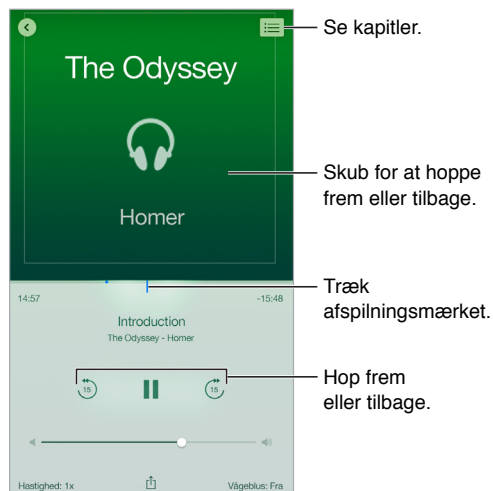 Se kapitler.
The Odyssey
Skub for at hoppe
frem eller tilbage.
Homer
Træk
afspilningsmærket.
14:57 -15:48
Introduction
The Odyssey - Homer
Hop frem
eller tilbage.
15 15
Hastighed: 1x Vågeblus: Fra